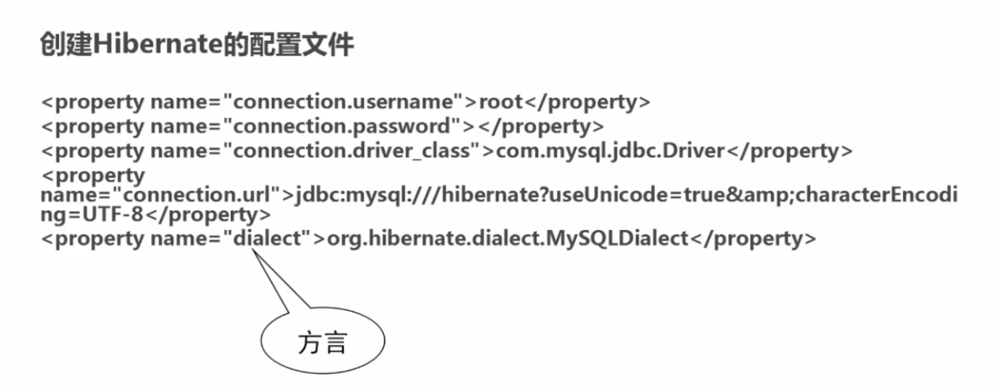 创建Hibernate的配置文件
<property name="connection.username">root</property>
<property name="connection.password"></property>
<property name="connection.driver_class">com.mysql.jdbc.Driver</property>
<property
name="connection.url">jdbc:mysql:///hibernate?useUnicode=true&amp;characterEncodi
ng=UTF-8</property>
<property name="dialect">org.hibernate.dialect.MySQLDialect</property>
方言